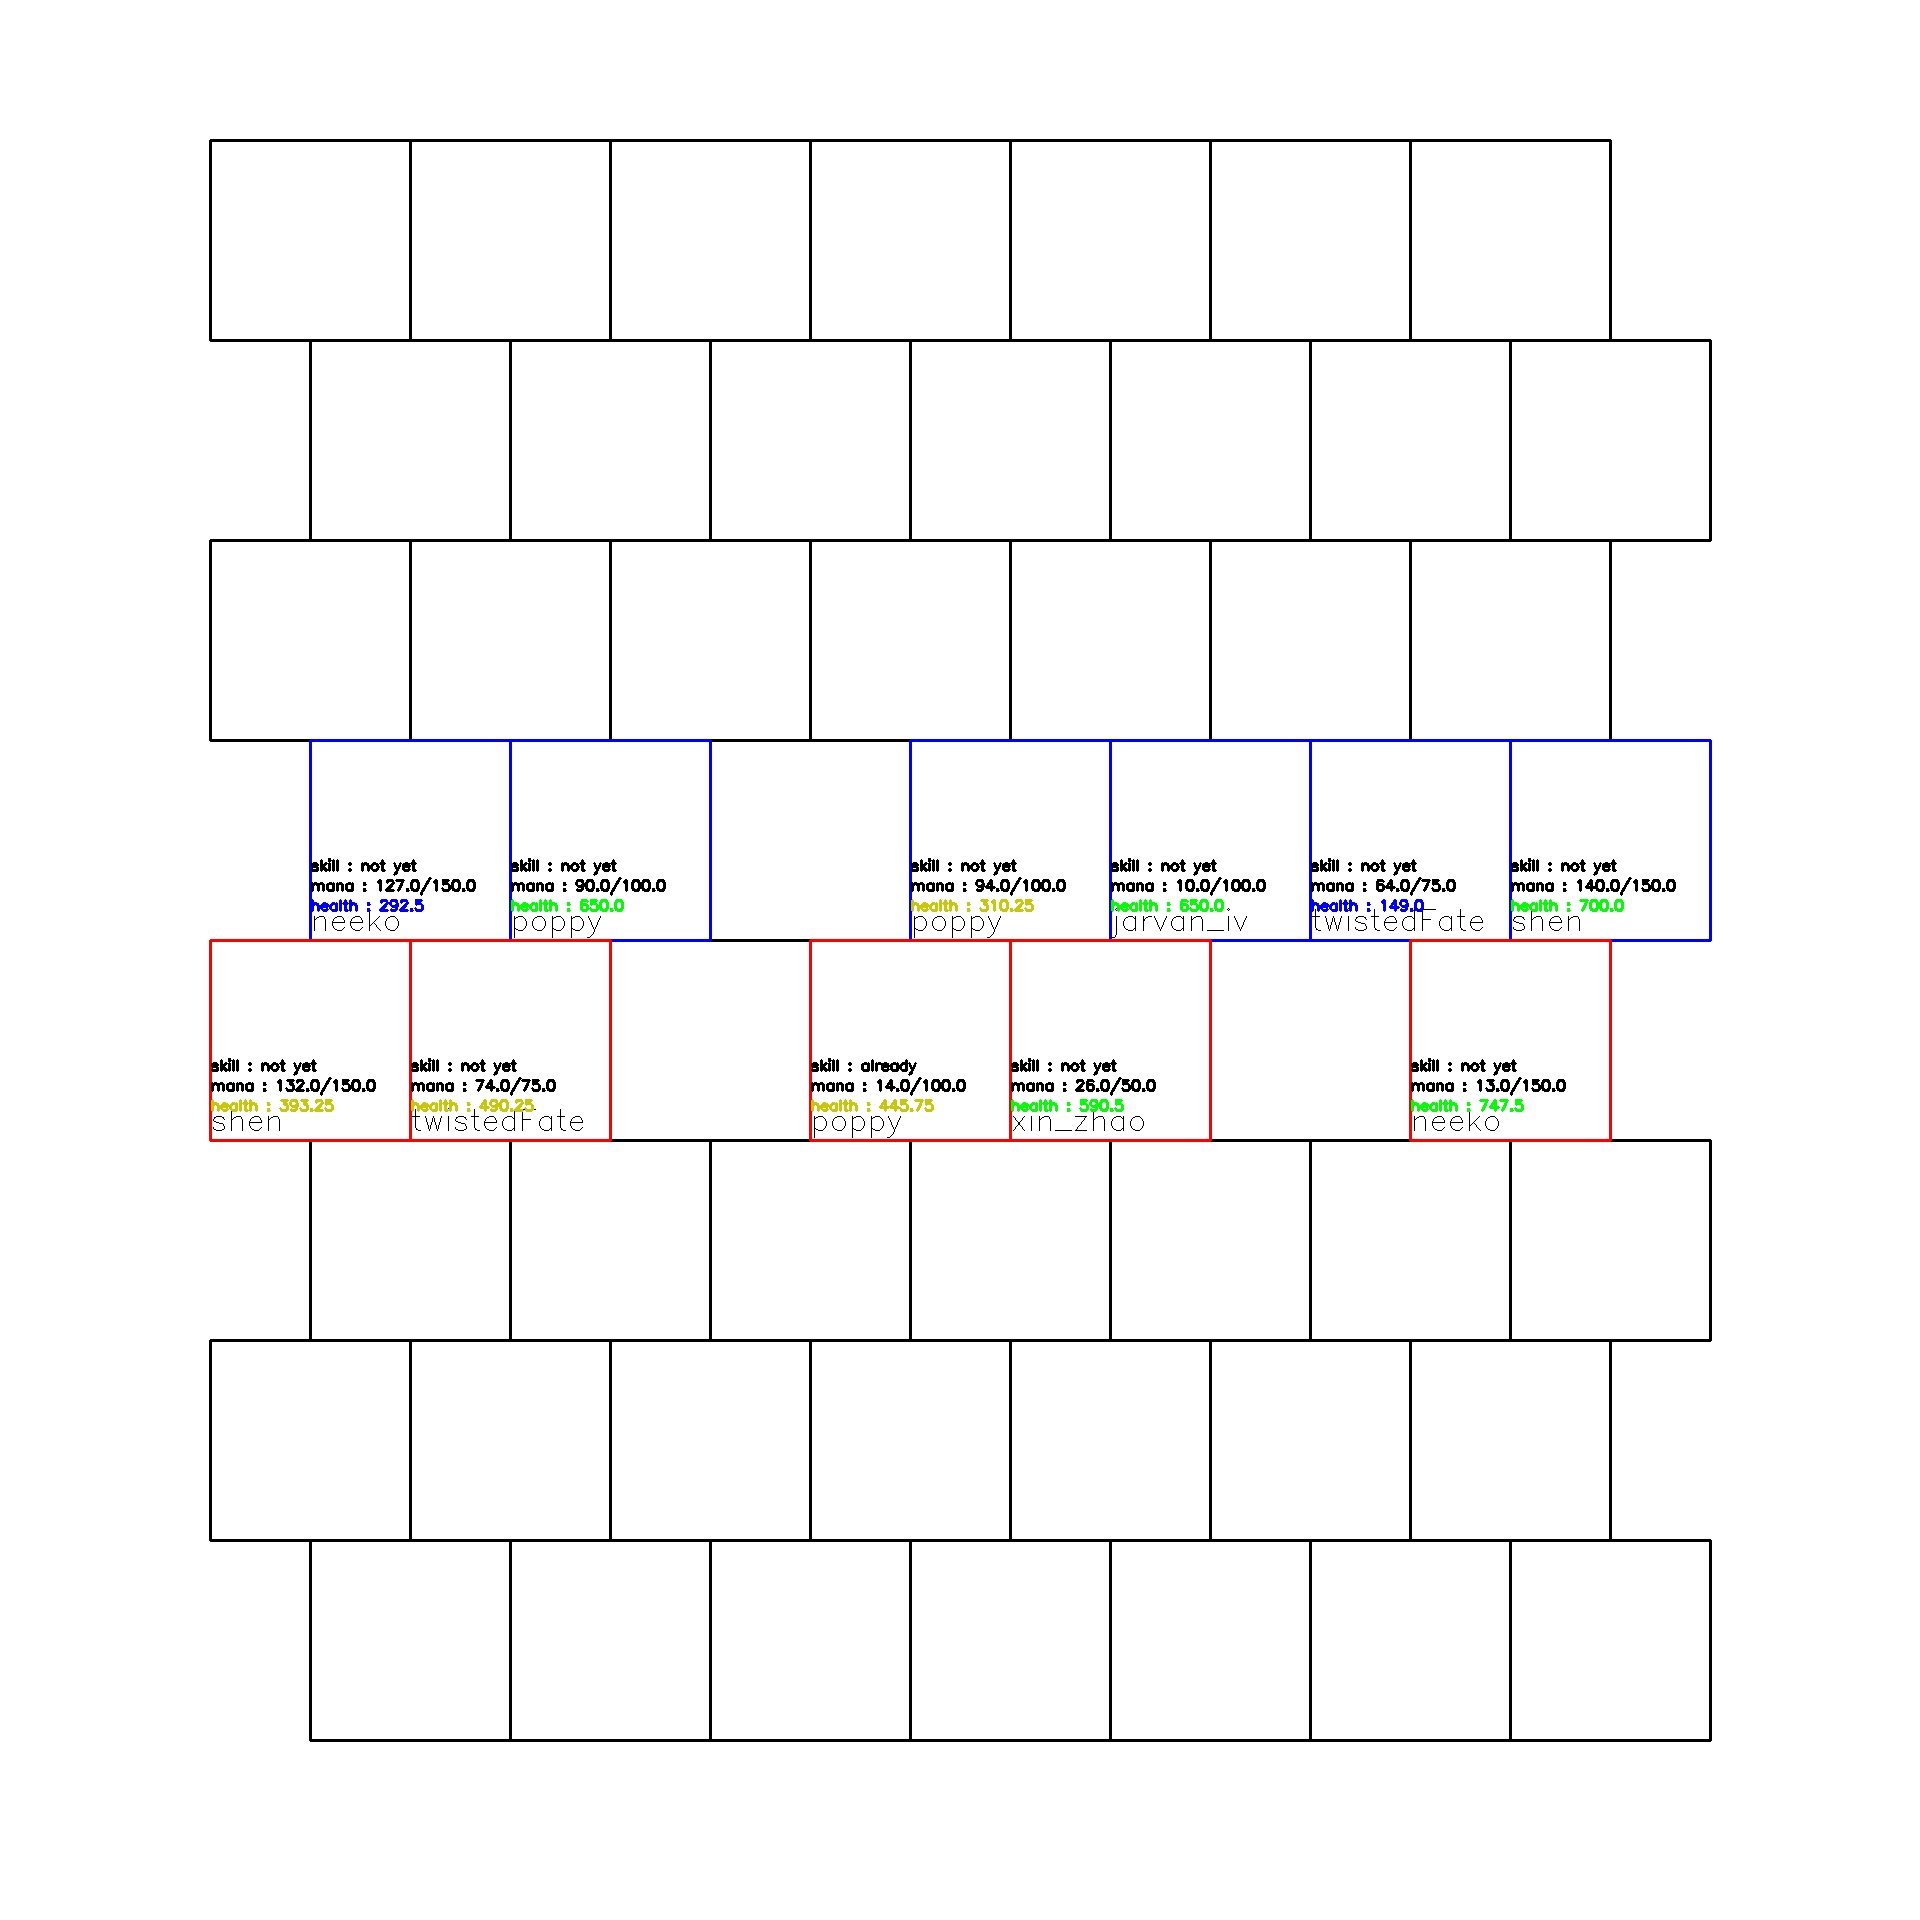 skill : not yet
mana : 127.0/150.0
health : 292.5
neeko
skill : not yet
mana : 90.0/100.0
health : 650.0
poppy
skill : not yet
mana : 94.0/100.0
health : 310.25
poppy
skill : not yet
mana : 10.0/100.0
health : 650.0
jarvan_iv
skill : not yet
mana : 64.0/75.0
health : 149.0
twistedFate
skill : not yet
mana : 140.0/150.0
health : 700.0
shen
skill : not yet
mana : 132.0/150.0
health : 393.25
shen
skill : not yet
mana : 74.0/75.0
health : 490.25
twistedFate
skill : already
mana : 14.0/100.0
health : 445.75
poppy
skill : not yet
mana : 26.0/50.0
health : 590.5
xin_zhao
skill : not yet
mana : 13.0/150.0
health : 747.5
neeko